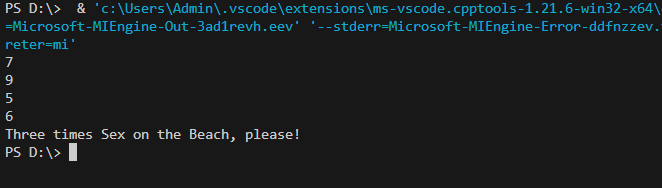 PS D:\>  & 'c:\Users\Admin\.vscode\extensions\ms-vscode.cpptools-1.21.6-win32-x64\
=Microsoft-MIEngine-Out-3ad1revh.eev' '--stderr=Microsoft-MIEngine-Error-ddfnzzev.
reter=mi'
7
9
5
6
Three times Sex on the Beach, please!
PS D:\>